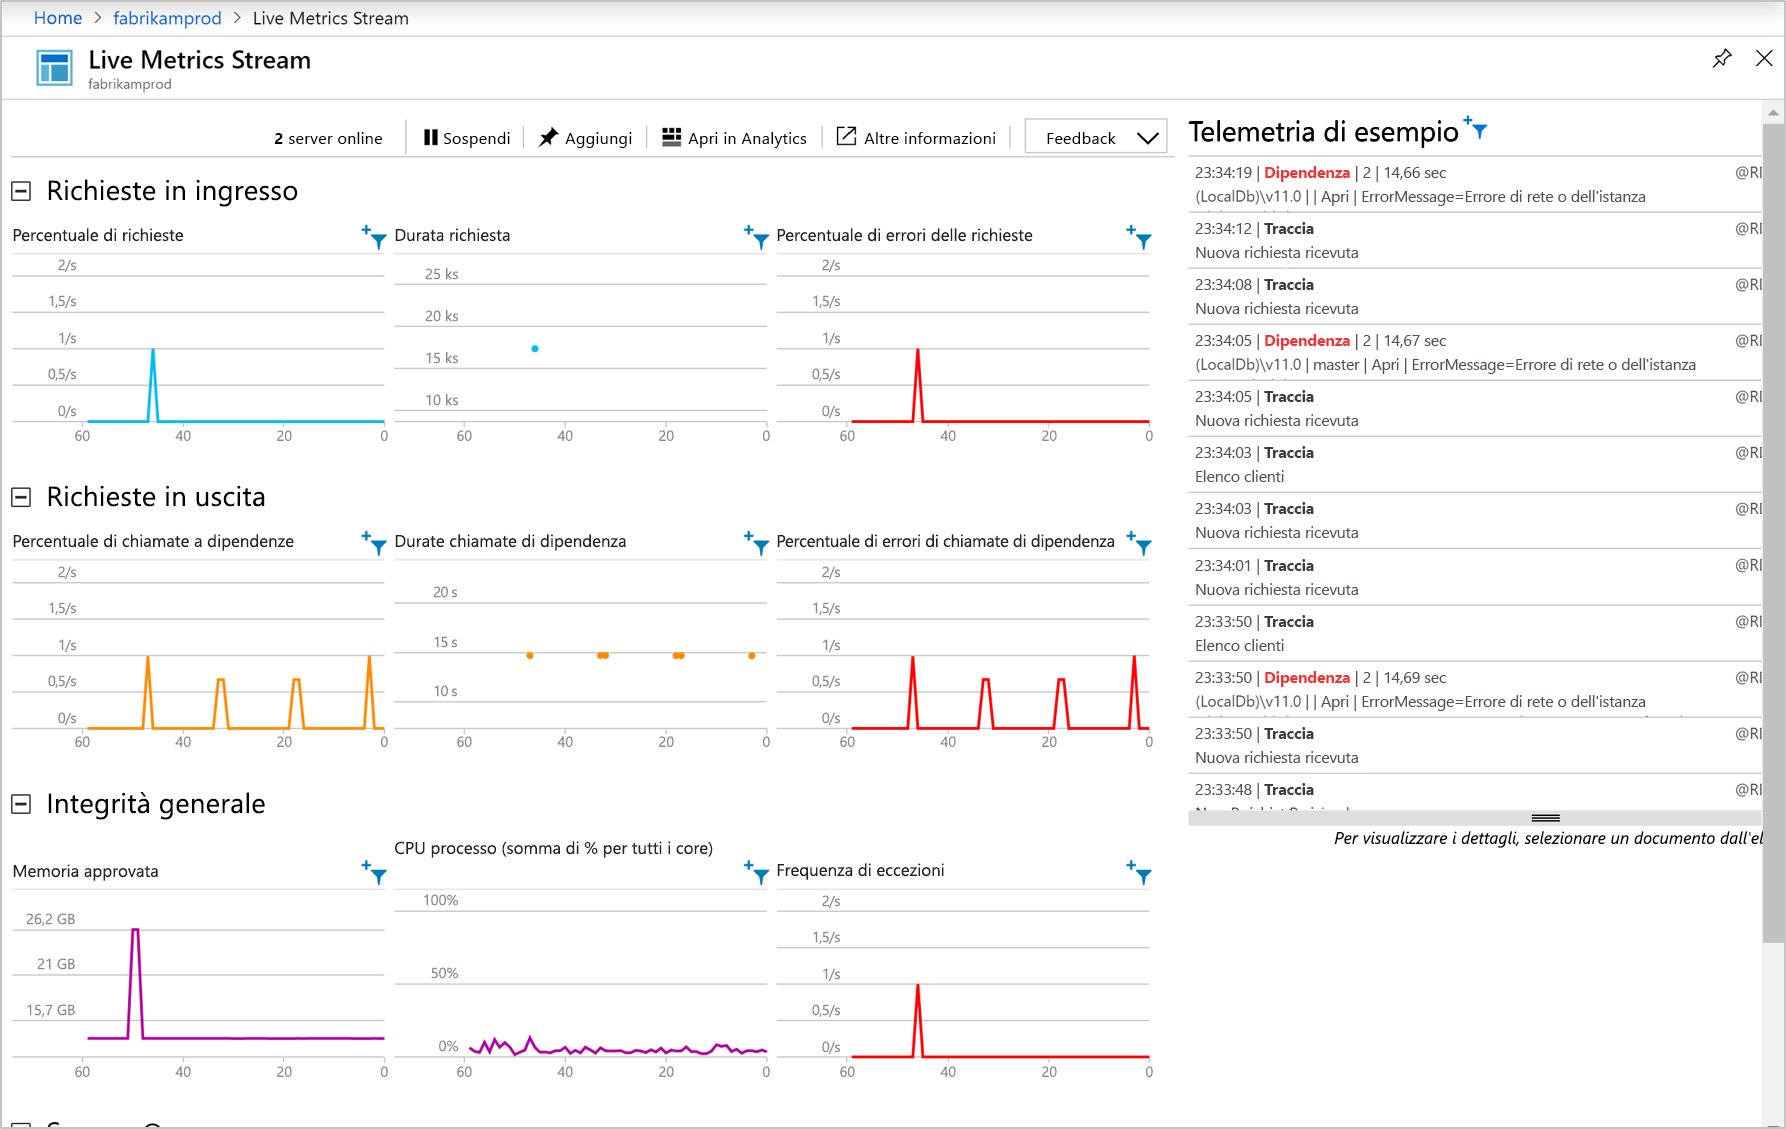 Home > fabrikamprod > Live Metrics Stream
Live Metrics Stream
fabrikamprod
2 server online
Sospendi
Aggiungi
Apri in Analytics
Altre informazioni
Feedback
Richieste in ingresso
Percentuale di richieste
2/s
1,5/s
1/s
0,5/s
0/s
60 40 20 0
Durata richiesta
25 ks
20 ks
15 ks
10 ks
60 40 20 0
Percentuale di errori delle richieste
2/s
1,5/s
1/s
0,5/s
0/s
60 40 20 0
Richieste in uscita
Percentuale di chiamate a dipendenze
2/s
1,5/s
1/s
0,5/s
0/s
60 40 20 0
Durate chiamate di dipendenza
20 s
15 s
10 s
60 40 20 0
Percentuale di errori di chiamate di dipendenza
2/s
1,5/s
1/s
0,5/s
0/s
60 40 20 0
Integrità generale
Memoria approvata
26,2 GB
21 GB
15,7 GB
60 40 20 0
CPU processo (somma di % per tutti i core)
100%
50%
0%
60 40 20 0
Frequenza di eccezioni
2/s
1,5/s
1/s
0,5/s
0/s
60 40 20 0
Telemetria di esempio
23:34:19 | Dipendenza | 2 | 14,66 sec @RI
(LocalDb)\v11.0 | | Apri | ErrorMessage=Errore di rete o dell'istanza
23:34:12 | Traccia @RI
Nuova richiesta ricevuta
23:34:08 | Traccia @RI
Nuova richiesta ricevuta
23:34:05 | Dipendenza | 2 | 14,67 sec @RI
(LocalDb)\v11.0 | master | Apri | ErrorMessage=Errore di rete o dell'istanza
23:34:05 | Traccia @RI
Nuova richiesta ricevuta
23:34:03 | Traccia @RI
Elenco clienti
23:34:03 | Traccia @RI
Nuova richiesta ricevuta
23:34:01 | Traccia @RI
Nuova richiesta ricevuta
23:33:50 | Traccia @RI
Elenco clienti
23:33:50 | Dipendenza | 2 | 14,69 sec @RI
(LocalDb)\v11.0 | | Apri | ErrorMessage=Errore di rete o dell'istanza
23:33:50 | Traccia @RI
Nuova richiesta ricevuta
23:33:48 | Traccia @RI
Per visualizzare i dettagli, selezionare un documento dall'el